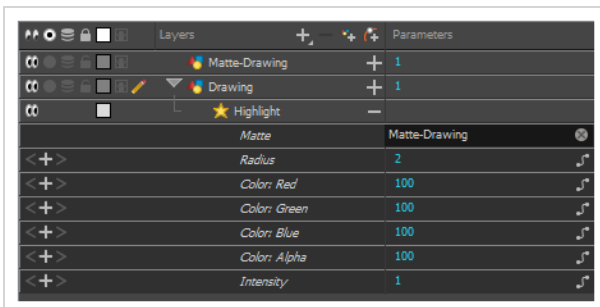 Layers Parameters
Matte-Drawing 1
Drawing 1
Highlight
Matte Matte-Drawing
Radius 2
Color: Red 100
Color: Green 100
Color: Blue 100
Color: Alpha 100
Intensity 1